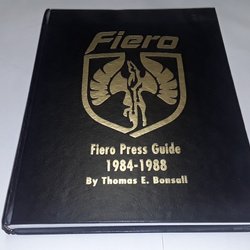 Fiero
Fiero Press Guide
1984-1988
By Thomas E. Bonsall